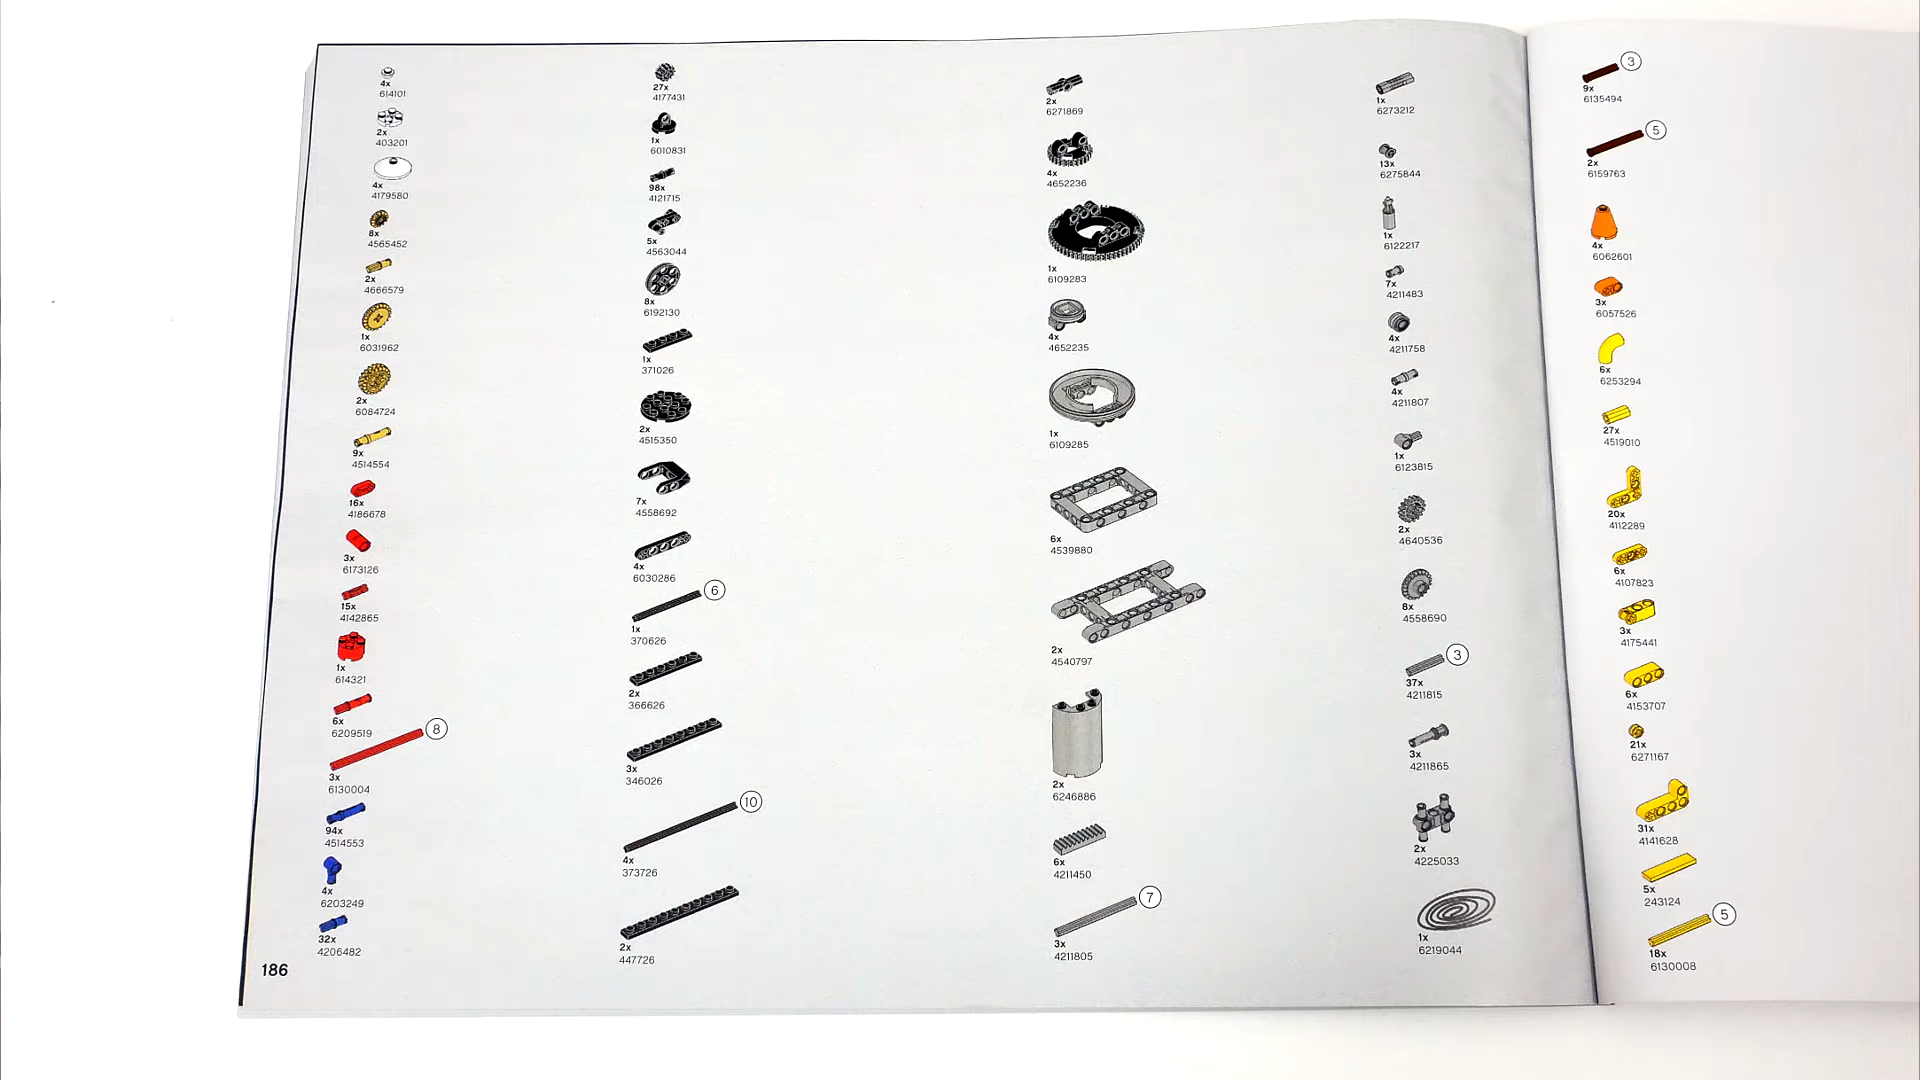 4x
614101
2x
403201
4x
4179580
8x
4565452
2x
4666579
1x
6031962
2x
6084724
9x
4514554
16x
4186678
3x
6173126
15x
4142865
1x
614321
6x
6209519
8
3x
6130004
94x
4514553
4x
6203249
32x
4206482
186
27x
4177431
1x
6010831
98x
4121715
5x
4563044
8x
6192130
1x
371026
2x
4515350
7x
4558692
4x
6030286
6
1x
370626
2x
366626
3x
346026
10
4x
373726
2x
447726
2x
6271869
4x
4652236
1x
6109283
4x
4652235
1x
6109285
6x
4539880
2x
4540797
2x
6246886
6x
4211450
7
3x
4211805
1x
6273212
13x
6275844
1x
6122217
7x
4211483
4x
4211758
4x
4211807
1x
6123815
2x
4640536
8x
4558690
3
37x
4211815
3x
4211865
2x
4225033
1x
6219044
3
9x
6135494
5
2x
6159763
4x
6062601
3x
6057526
6x
6253294
27x
4519010
20x
4112289
6x
4107823
3x
4175441
6x
4153707
21x
6271167
31x
4141628
5x
243124
5
18x
6130008